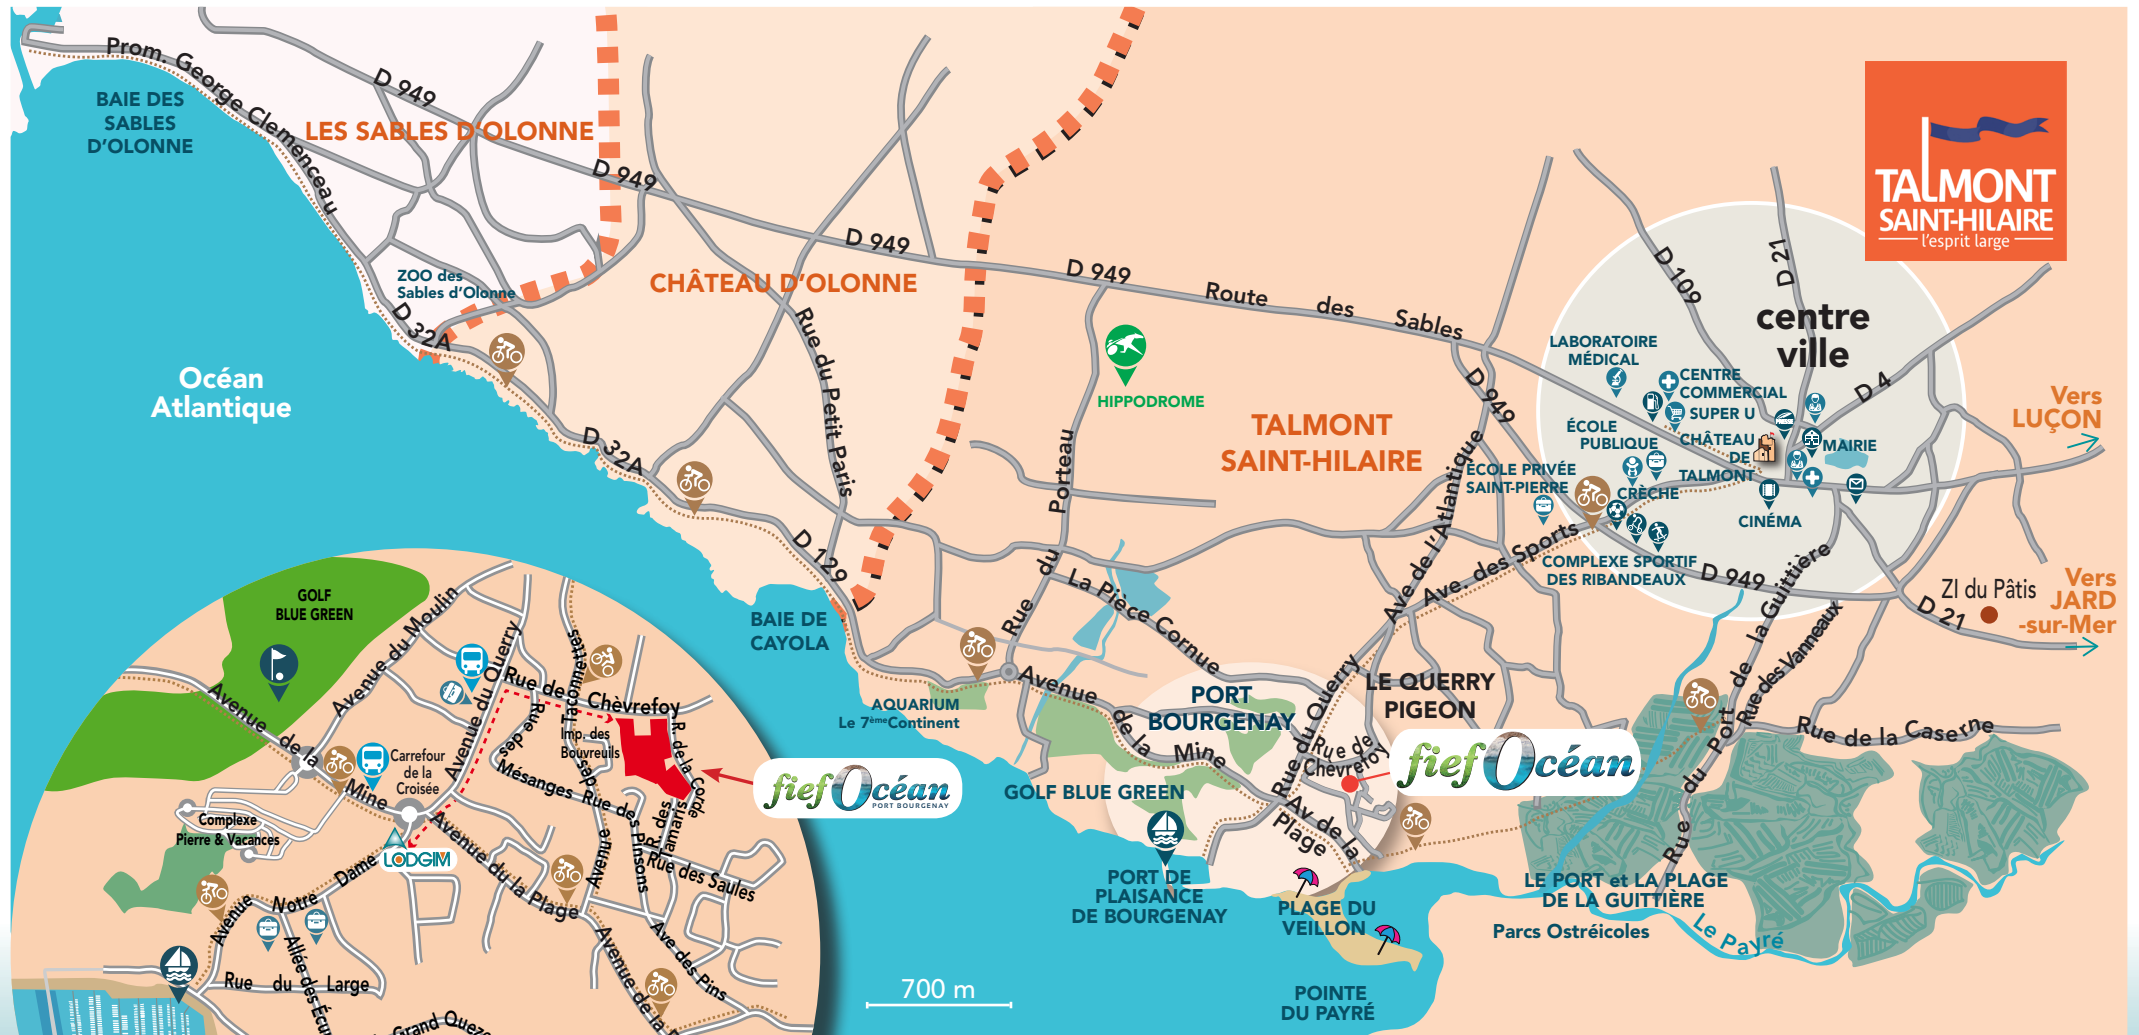 Prom. George Clemenceau
BAIE DES
SABLES
D'OLONNE
D 949
LES SABLES D'OLONNE
D 949
ZOO des
Sables d'Olonne
D 32A
CHÂTEAU D'OLONNE
D 949
D 949
Route des Sables
Rue du Petit Paris
Océan
Atlantique
D 32A
D 129
BAIE DE
CAYOLA
HIPPODROME
Rue du Porteau
TALMONT
SAINT-HILAIRE
D 949
TALMONT
SAINT-HILAIRE
l'esprit large
D 109
D 21
centre
ville
D 4
LABORATOIRE
MÉDICAL
CENTRE
COMMERCIAL
SUPER U
ÉCOLE
PUBLIQUE
CHÂTEAU
DE
TALMONT
MAIRIE
ÉCOLE PRIVÉE
SAINT-PIERRE
CRÈCHE
CINÉMA
COMPLEXE SPORTIF
DES RIBANDEAUX
D 949
Vers
LUÇON
Vers
JARD
-sur-Mer
ZI du Pâtis
D 21
Ave de l'Atlantique
Ave. des Sports
La Pièce Cornue
Avenue de la Mine
AQUARIUM
Le 7ème Continent
PORT
BOURGENAY
LE QUERRY
PIGEON
Rue du Querry
Rue de
Chèvrefoy
fiefOcéan
Av de la
Plage
GOLF BLUE GREEN
PORT DE
PLAISANCE
DE BOURGENAY
PLAGE DU
VEILLON
POINTE
DU PAYRÉ
LE PORT et LA PLAGE
DE LA GUITTIÈRE
Parcs Ostréicoles
Le Payré
Rue du Port de la Guittière
Rue des Vanneaux
Rue de la Caserne
700 m
GOLF
BLUE GREEN
Avenue du Moulin
Avenue de la Mine
Avenue du Querry
Rue de Chèvrefoy
Imp. des
Bouvreuils
Rue des Mésanges
Avenue des Taconnettes
R. de la Corde
R. des Tamaris
Rue des Pinsons
Rue des Saules
Carrefour
de la
Croisée
Complexe
Pierre & Vacances
LODGIM
Avenue du la Plage
Avenue Notre Dame
Rue du Large
Ave des Pins
Avenue de la
Grand
fiefOcéan
PORT BOURGENAY